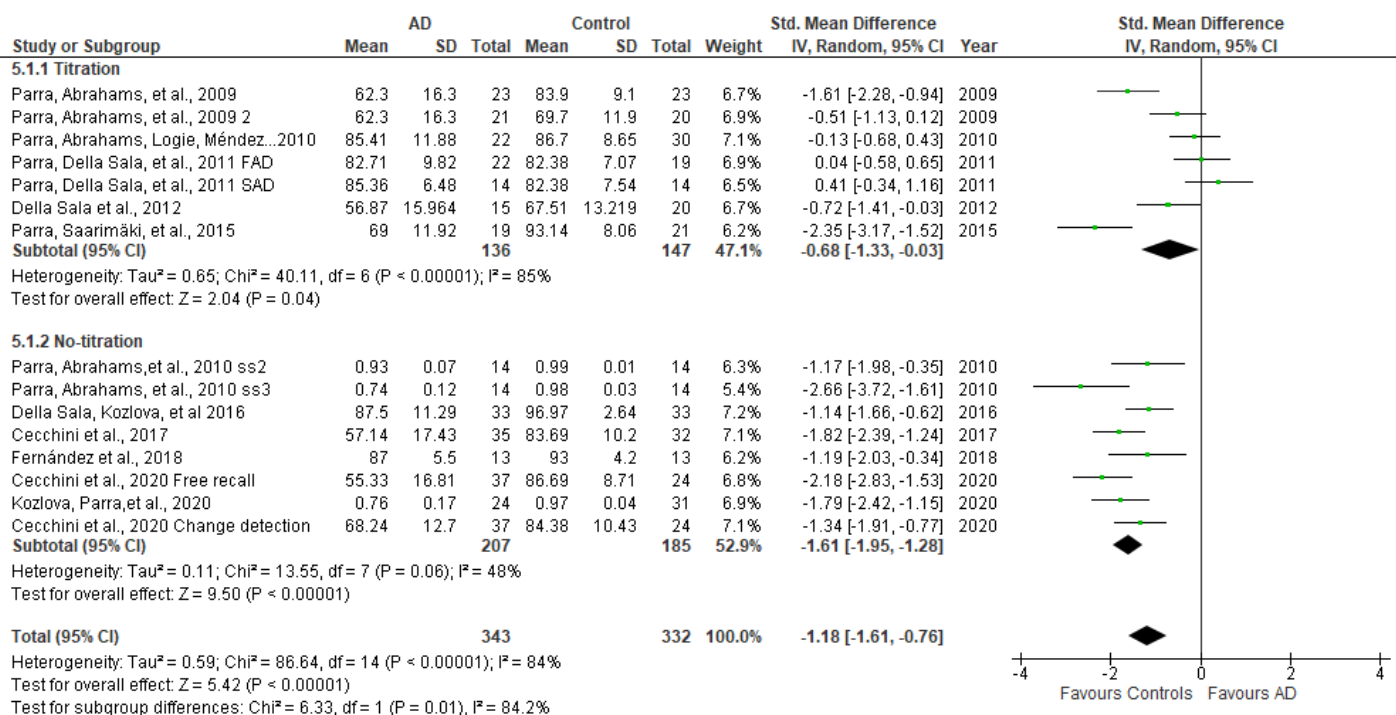 AD Control Std. Mean Difference Std. Mean Difference
Study or Subgroup Mean SD Total Mean SD Total Weight IV, Random, 95% CI Year IV, Random, 95% CI
5.1.1 Titration
Parra, Abrahams, et al., 2009 62.3 16.3 23 83.9 9.1 23 6.7% -1.61 [-2.28, -0.94] 2009
Parra, Abrahams, et al., 2009 2 62.3 16.3 21 69.7 11.9 20 6.9% -0.51 [-1.13, 0.12] 2009
Parra, Abrahams, Logie, Méndez...2010 85.41 11.88 22 86.7 8.65 30 7.1% -0.13 [-0.68, 0.43] 2010
Parra, Della Sala, et al., 2011 FAD 82.71 9.82 22 82.38 7.07 19 6.9% 0.04 [-0.58, 0.65] 2011
Parra, Della Sala, et al., 2011 SAD 85.36 6.48 14 82.38 7.54 14 6.5% 0.41 [-0.34, 1.16] 2011
Della Sala et al., 2012 56.87 15.964 15 67.51 13.219 20 6.7% -0.72 [-1.41, -0.03] 2012
Parra, Saarimäki, et al., 2015 69 11.92 19 93.14 8.06 21 6.2% -2.35 [-3.17, -1.52] 2015
Subtotal (95% CI) 136 147 47.1% -0.68 [-1.33, -0.03]
Heterogeneity: Tau² = 0.65; Chi² = 40.11, df = 6 (P < 0.00001); I² = 85%
Test for overall effect: Z = 2.04 (P = 0.04)
5.1.2 No-titration
Parra, Abrahams,et al., 2010 ss2 0.93 0.07 14 0.99 0.01 14 6.3% -1.17 [-1.98, -0.35] 2010
Parra, Abrahams, et al., 2010 ss3 0.74 0.12 14 0.98 0.03 14 5.4% -2.66 [-3.72, -1.61] 2010
Della Sala, Kozlova, et al 2016 87.5 11.29 33 96.97 2.64 33 7.2% -1.14 [-1.66, -0.62] 2016
Cecchini et al., 2017 57.14 17.43 35 83.69 10.2 32 7.1% -1.82 [-2.39, -1.24] 2017
Fernández et al., 2018 87 5.5 13 93 4.2 13 6.2% -1.19 [-2.03, -0.34] 2018
Cecchini et al., 2020 Free recall 55.33 16.81 37 86.69 8.71 24 6.8% -2.18 [-2.83, -1.53] 2020
Kozlova, Parra,et al., 2020 0.76 0.17 24 0.97 0.04 31 6.8% -1.79 [-2.42, -1.15] 2020
Cecchini et al., 2020 Change detection 68.24 12.7 37 84.38 10.43 24 7.1% -1.34 [-1.91, -0.77] 2020
Subtotal (95% CI) 207 185 52.9% -1.61 [-1.95, -1.28]
Heterogeneity: Tau² = 0.11; Chi² = 13.55, df = 7 (P = 0.06); I² = 48%
Test for overall effect: Z = 9.50 (P < 0.00001)
Total (95% CI) 343 332 100.0% -1.18 [-1.61, -0.76]
Heterogeneity: Tau² = 0.59; Chi² = 86.64, df = 14 (P < 0.00001); I² = 84%
Test for overall effect: Z = 5.42 (P < 0.00001)
Test for subgroup differences: Chi² = 6.33, df = 1 (P = 0.01), I² = 84.2%
-4 -2 0 2 4
Favours Controls Favours AD